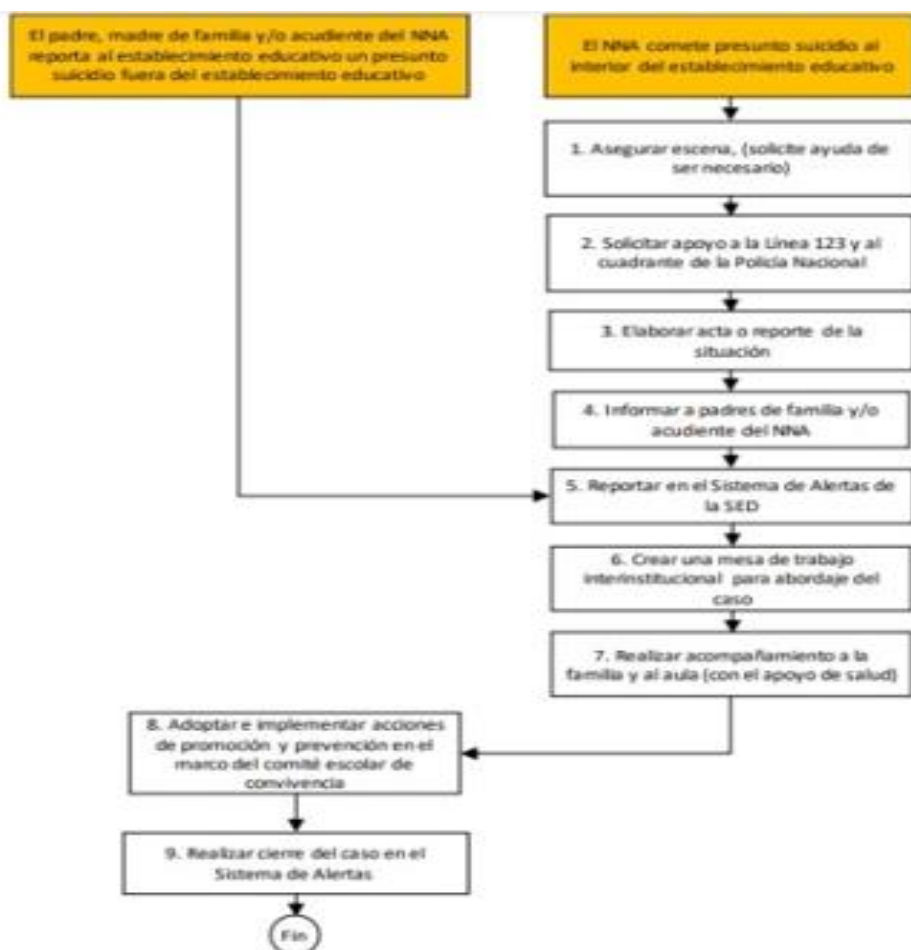 El padre, madre de familia y/o acudiente del NNA
reporta al establecimiento educativo un presunto
suicidio fuera del establecimiento educativo
El NNA comete presunto suicidio al
interior del establecimiento educativo
1. Asegurar escena, (solicite ayuda de
ser necesario)
2. Solicitar apoyo a la Línea 123 y al
cuadrante de la Policía Nacional
3. Elaborar acta o reporte de la
situación
4. Informar a padres de familia y/o
acudiente del NNA
5. Reportar en el Sistema de Alertas de
la SED
6. Crear una mesa de trabajo
interinstitucional para abordaje del
caso
7. Realizar acompañamiento a la
familia y al aula (con el apoyo de salud)
8. Adoptar e implementar acciones
de promoción y prevención en el
marco del comité escolar de
convivencia
9. Realizar cierre del caso en el
Sistema de Alertas
Fin